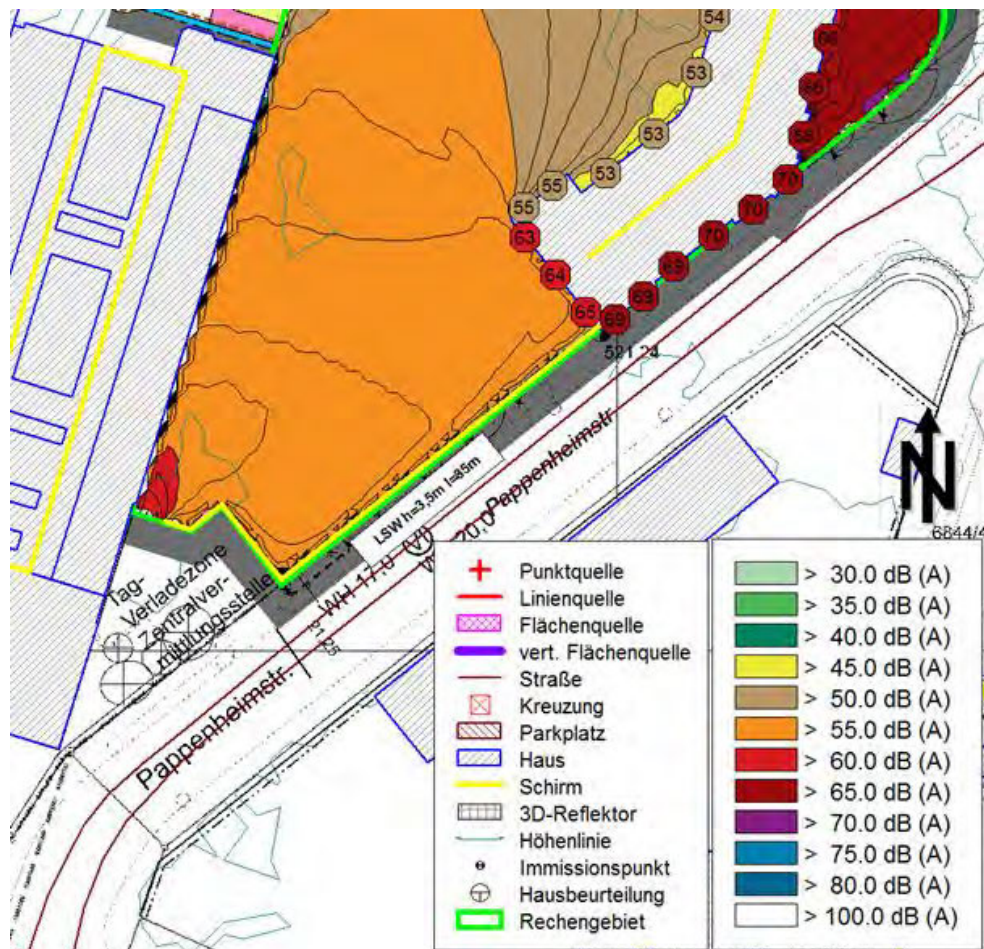 54
53
53
53
55
55
63
64
65
69
69
69
70
70
70
58
66
66
521.24
Pappenheimstr
LSW h=3,5m l=85m
WH 17,0 (VI)
20,0
21.25
Tag-
Verladezone
Zentralver-
mittlungsstelle
Pappenheimstr.
N
6844/4
Punktquelle
Linienquelle
Flächenquelle
vert. Flächenquelle
Straße
Kreuzung
Parkplatz
Haus
Schirm
3D-Reflektor
Höhenlinie
Immissionspunkt
Hausbeurteilung
Rechengebiet
> 30.0 dB (A)
> 35.0 dB (A)
> 40.0 dB (A)
> 45.0 dB (A)
> 50.0 dB (A)
> 55.0 dB (A)
> 60.0 dB (A)
> 65.0 dB (A)
> 70.0 dB (A)
> 75.0 dB (A)
> 80.0 dB (A)
> 100.0 dB (A)